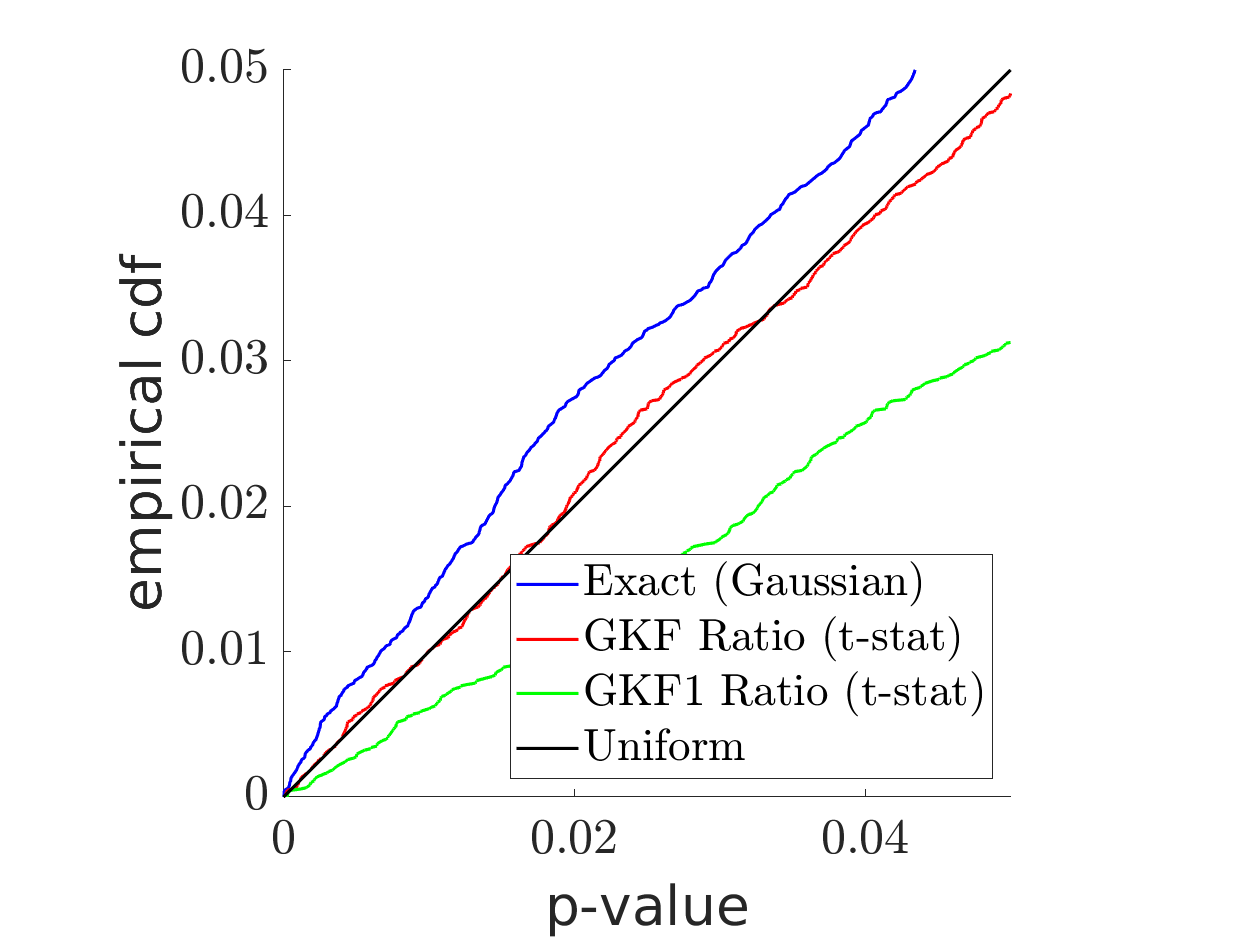 0.05
0.04
0.03
0.02
0.01
0
empirical cdf
Exact (Gaussian)
GKF Ratio (t-stat)
GKF1 Ratio (t-stat)
Uniform
0
0.02
0.04
p-value